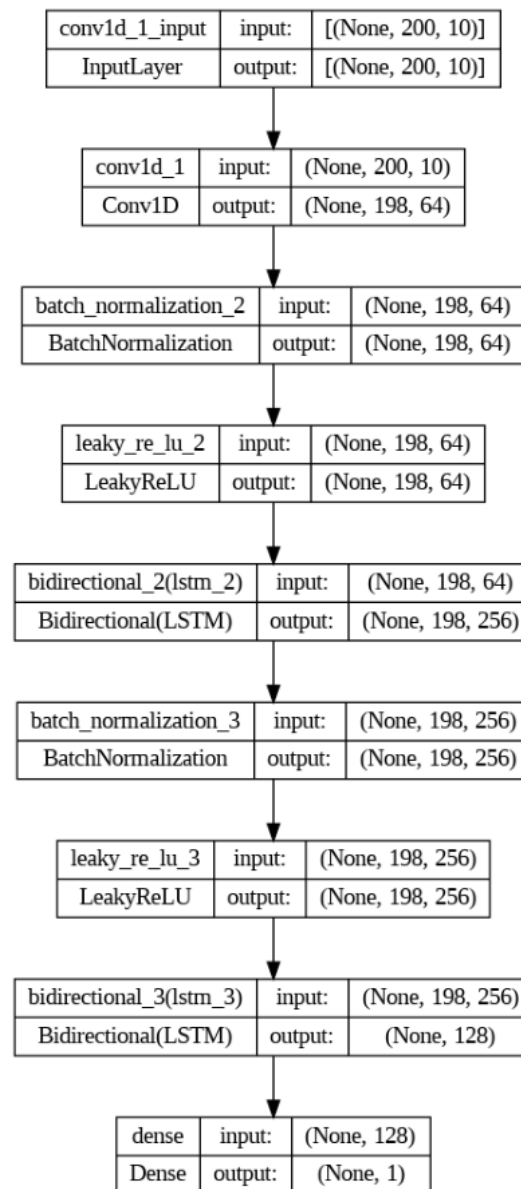 conv1d_1_input input: [(None, 200, 10)]
InputLayer output: [(None, 200, 10)]
conv1d_1 input: (None, 200, 10)
Conv1D output: (None, 198, 64)
batch_normalization_2 input: (None, 198, 64)
BatchNormalization output: (None, 198, 64)
leaky_re_lu_2 input: (None, 198, 64)
LeakyReLU output: (None, 198, 64)
bidirectional_2(lstm_2) input: (None, 198, 64)
Bidirectional(LSTM) output: (None, 198, 256)
batch_normalization_3 input: (None, 198, 256)
BatchNormalization output: (None, 198, 256)
leaky_re_lu_3 input: (None, 198, 256)
LeakyReLU output: (None, 198, 256)
bidirectional_3(lstm_3) input: (None, 198, 256)
Bidirectional(LSTM) output: (None, 128)
dense input: (None, 128)
Dense output: (None, 1)